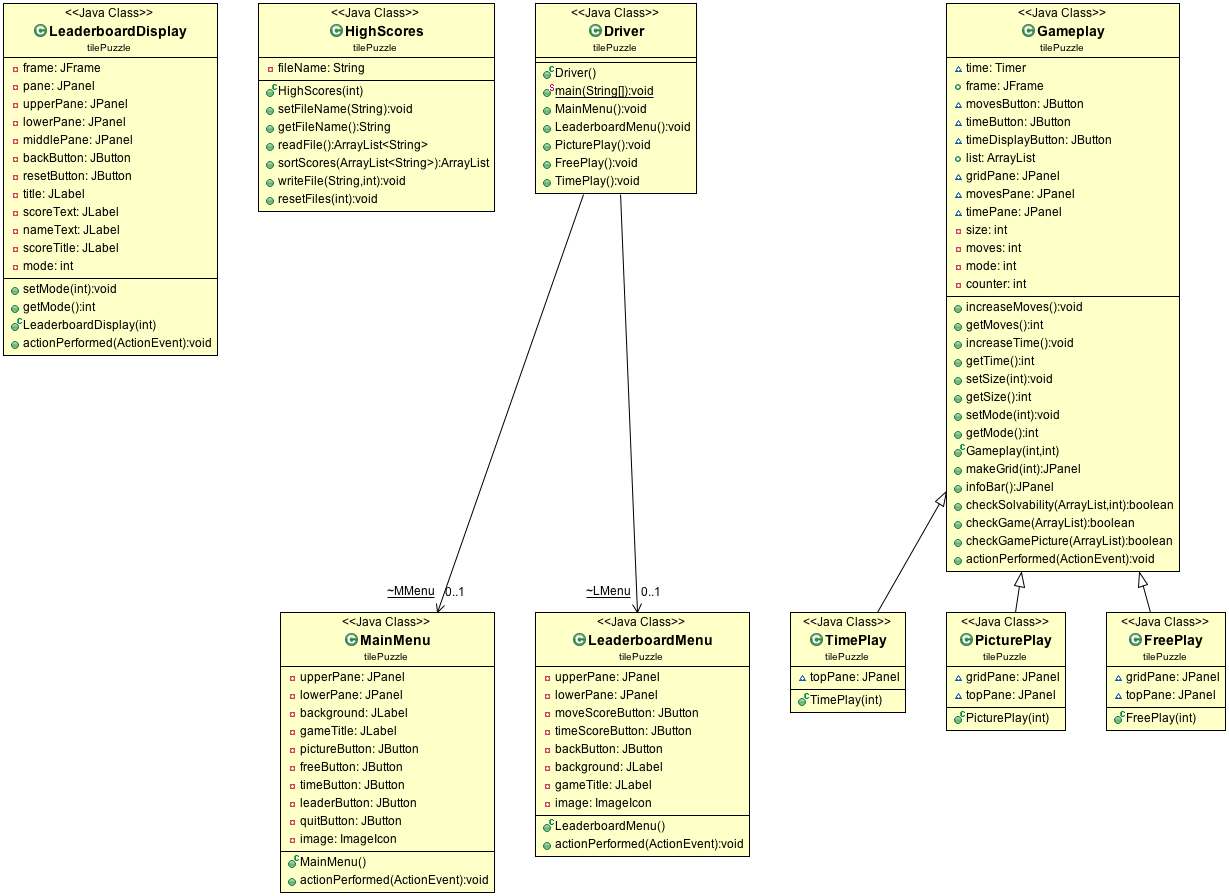 <<Java Class>>
LeaderboardDisplay
tilePuzzle
frame: JFrame
pane: JPanel
upperPane: JPanel
lowerPane: JPanel
middlePane: JPanel
backButton: JButton
resetButton: JButton
title: JLabel
scoreText: JLabel
nameText: JLabel
scoreTitle: JLabel
mode: int
setMode(int):void
getMode():int
LeaderboardDisplay(int)
actionPerformed(ActionEvent):void
<<Java Class>>
HighScores
tilePuzzle
fileName: String
HighScores(int)
setFileName(String):void
getFileName():String
readFile():ArrayList<String>
sortScores(ArrayList<String>):ArrayList
writeFile(String,int):void
resetFiles(int):void
<<Java Class>>
Driver
tilePuzzle
Driver()
main(String[]):void
MainMenu():void
LeaderboardMenu():void
PicturePlay():void
FreePlay():void
TimePlay():void
<<Java Class>>
Gameplay
tilePuzzle
time: Timer
frame: JFrame
movesButton: JButton
timeButton: JButton
timeDisplayButton: JButton
list: ArrayList
gridPane: JPanel
movesPane: JPanel
timePane: JPanel
size: int
moves: int
mode: int
counter: int
increaseMoves():void
getMoves():int
increaseTime():void
getTime():int
setSize(int):void
getSize():int
setMode(int):void
getMode():int
Gameplay(int,int)
makeGrid(int):JPanel
infoBar():JPanel
checkSolvability(ArrayList,int):boolean
checkGame(ArrayList):boolean
checkGamePicture(ArrayList):boolean
actionPerformed(ActionEvent):void
~MMenu 0..1
~LMenu 0..1
<<Java Class>>
MainMenu
tilePuzzle
upperPane: JPanel
lowerPane: JPanel
background: JLabel
gameTitle: JLabel
pictureButton: JButton
freeButton: JButton
timeButton: JButton
leaderButton: JButton
quitButton: JButton
image: ImageIcon
MainMenu()
actionPerformed(ActionEvent):void
<<Java Class>>
LeaderboardMenu
tilePuzzle
upperPane: JPanel
lowerPane: JPanel
moveScoreButton: JButton
timeScoreButton: JButton
backButton: JButton
background: JLabel
gameTitle: JLabel
image: ImageIcon
LeaderboardMenu()
actionPerformed(ActionEvent):void
<<Java Class>>
TimePlay
tilePuzzle
topPane: JPanel
TimePlay(int)
<<Java Class>>
PicturePlay
tilePuzzle
gridPane: JPanel
topPane: JPanel
PicturePlay(int)
<<Java Class>>
FreePlay
tilePuzzle
gridPane: JPanel
topPane: JPanel
FreePlay(int)